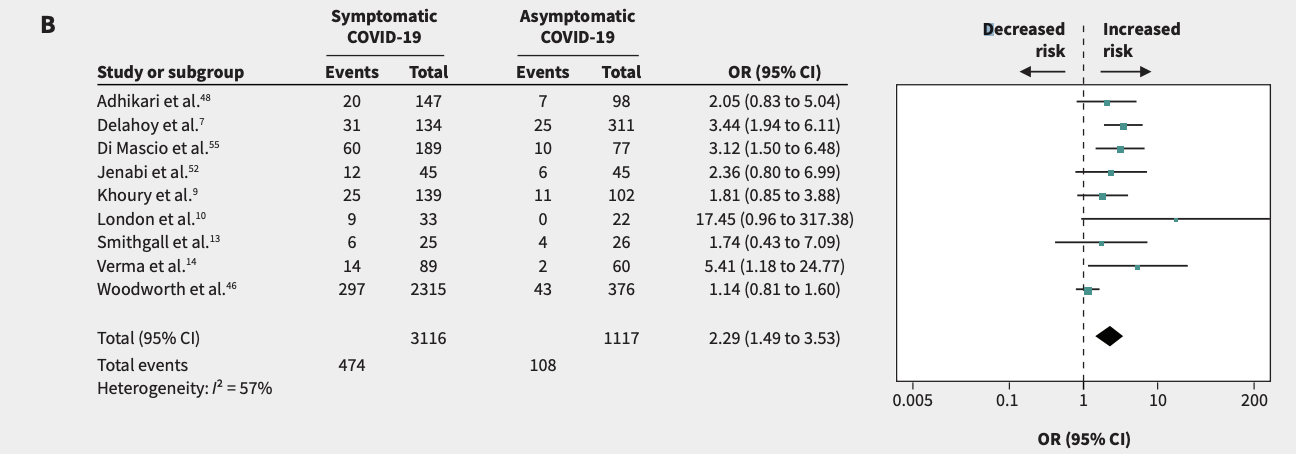 B
Symptomatic COVID-19
Asymptomatic COVID-19
Decreased risk
Increased risk
Study or subgroup Events Total Events Total OR (95% CI)
Adhikari et al.48 20 147 7 98 2.05 (0.83 to 5.04)
Delahoy et al.7 31 134 25 311 3.44 (1.94 to 6.11)
Di Mascio et al.55 60 189 10 77 3.12 (1.50 to 6.48)
Jenabi et al.52 12 45 6 45 2.36 (0.80 to 6.99)
Khoury et al.9 25 139 11 102 1.81 (0.85 to 3.88)
London et al.10 9 33 0 22 17.45 (0.96 to 317.38)
Smithgall et al.13 6 25 4 26 1.74 (0.43 to 7.09)
Verma et al.14 14 89 2 60 5.41 (1.18 to 24.77)
Woodworth et al.46 297 2315 43 376 1.14 (0.81 to 1.60)
Total (95% CI) 3116 1117 2.29 (1.49 to 3.53)
Total events 474 108
Heterogeneity: I² = 57%
0.005 0.1 1 10 200
OR (95% CI)